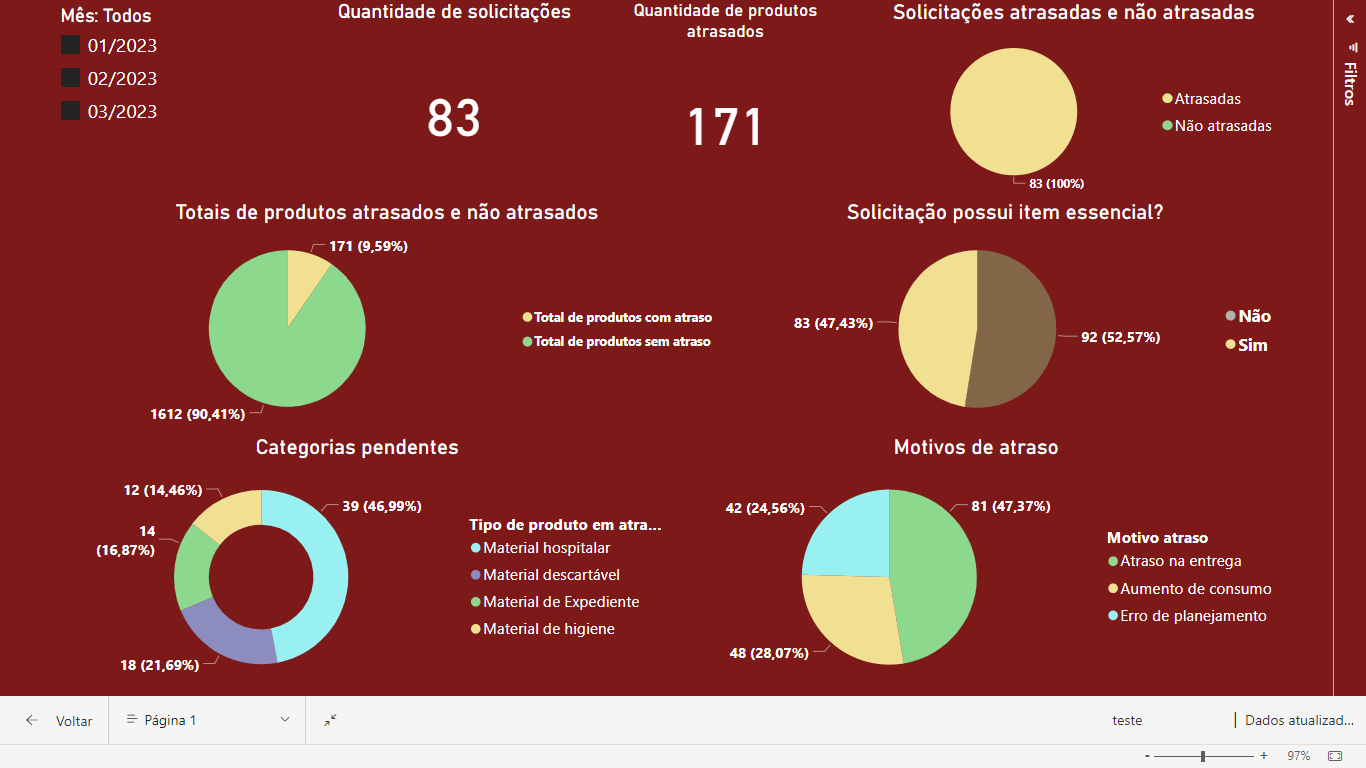 Mês: Todos
01/2023
02/2023
03/2023
Quantidade de solicitações
83
Quantidade de produtos
atrasados
171
Solicitações atrasadas e não atrasadas
83 (100%)
Atrasadas
Não atrasadas
Filtros
Totais de produtos atrasados e não atrasados
171 (9,59%)
1612 (90,41%)
Total de produtos com atraso
Total de produtos sem atraso
Solicitação possui item essencial?
83 (47,43%)
92 (52,57%)
Não
Sim
Categorias pendentes
12 (14,46%)
39 (46,99%)
14
(16,87%)
18 (21,69%)
Tipo de produto em atra...
Material hospitalar
Material descartável
Material de Expediente
Material de higiene
Motivos de atraso
42 (24,56%)
81 (47,37%)
48 (28,07%)
Motivo atraso
Atraso na entrega
Aumento de consumo
Erro de planejamento
Voltar
Página 1
teste
Dados atualizad...
97%